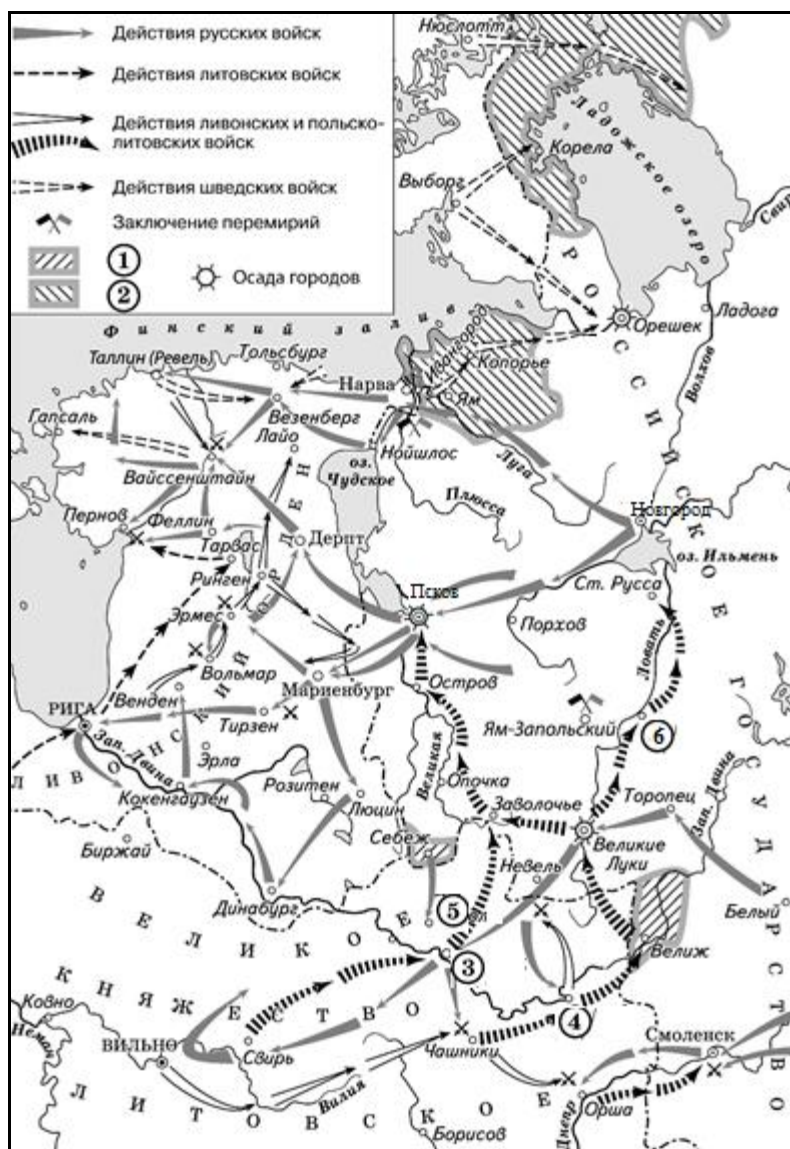 Действия русских войск
Действия литовских войск
Действия ливонских и польско-
литовских войск
Действия шведских войск
Заключение перемирий
1
2
Осада городов
Нюслотт
Ладожское озеро
Корела
Выборг
Свирь
Орешек
Ладога
Финский залив
Таллин (Ревель)
Тольсбург
Нарва
Ивангород
Копорье
Ям
Волхов
РОССИЙСКОЕ ГОСУДАРСТВО
Гапсаль
Везенберг
Лайо
Нойшлос
оз. Чудское
Луга
Вайссенштайн
Плюсса
Новгород
оз. Ильмень
Пернов
Феллин
Дерпт
Тарвас
Ринген
Псков
Ст. Русса
Порхов
Эрмес
Ловать
Вольмар
Мариенбург
Остров
Венден
РИГА
Тирзен
Ям-Запольский
6
Зап. Двина
Эрла
Великая
ЛИВОНСКИЙ ОРДЕН
Кокенгаузен
Розитен
Люцин
Опочка
Заволочье
Торопец
Зап. Двина
Биржай
Себеж
Невель
Великие
Луки
Динабург
5
Белый
ВЕЛИКОЕ
Велиж
3
КНЯЖЕСТВО
4
Ковно
Неман
ВИЛЬНО
Свирь
Чашники
Смоленск
Вилия
ЛИТОВСКОЕ
Днепр
Орша
Борисов